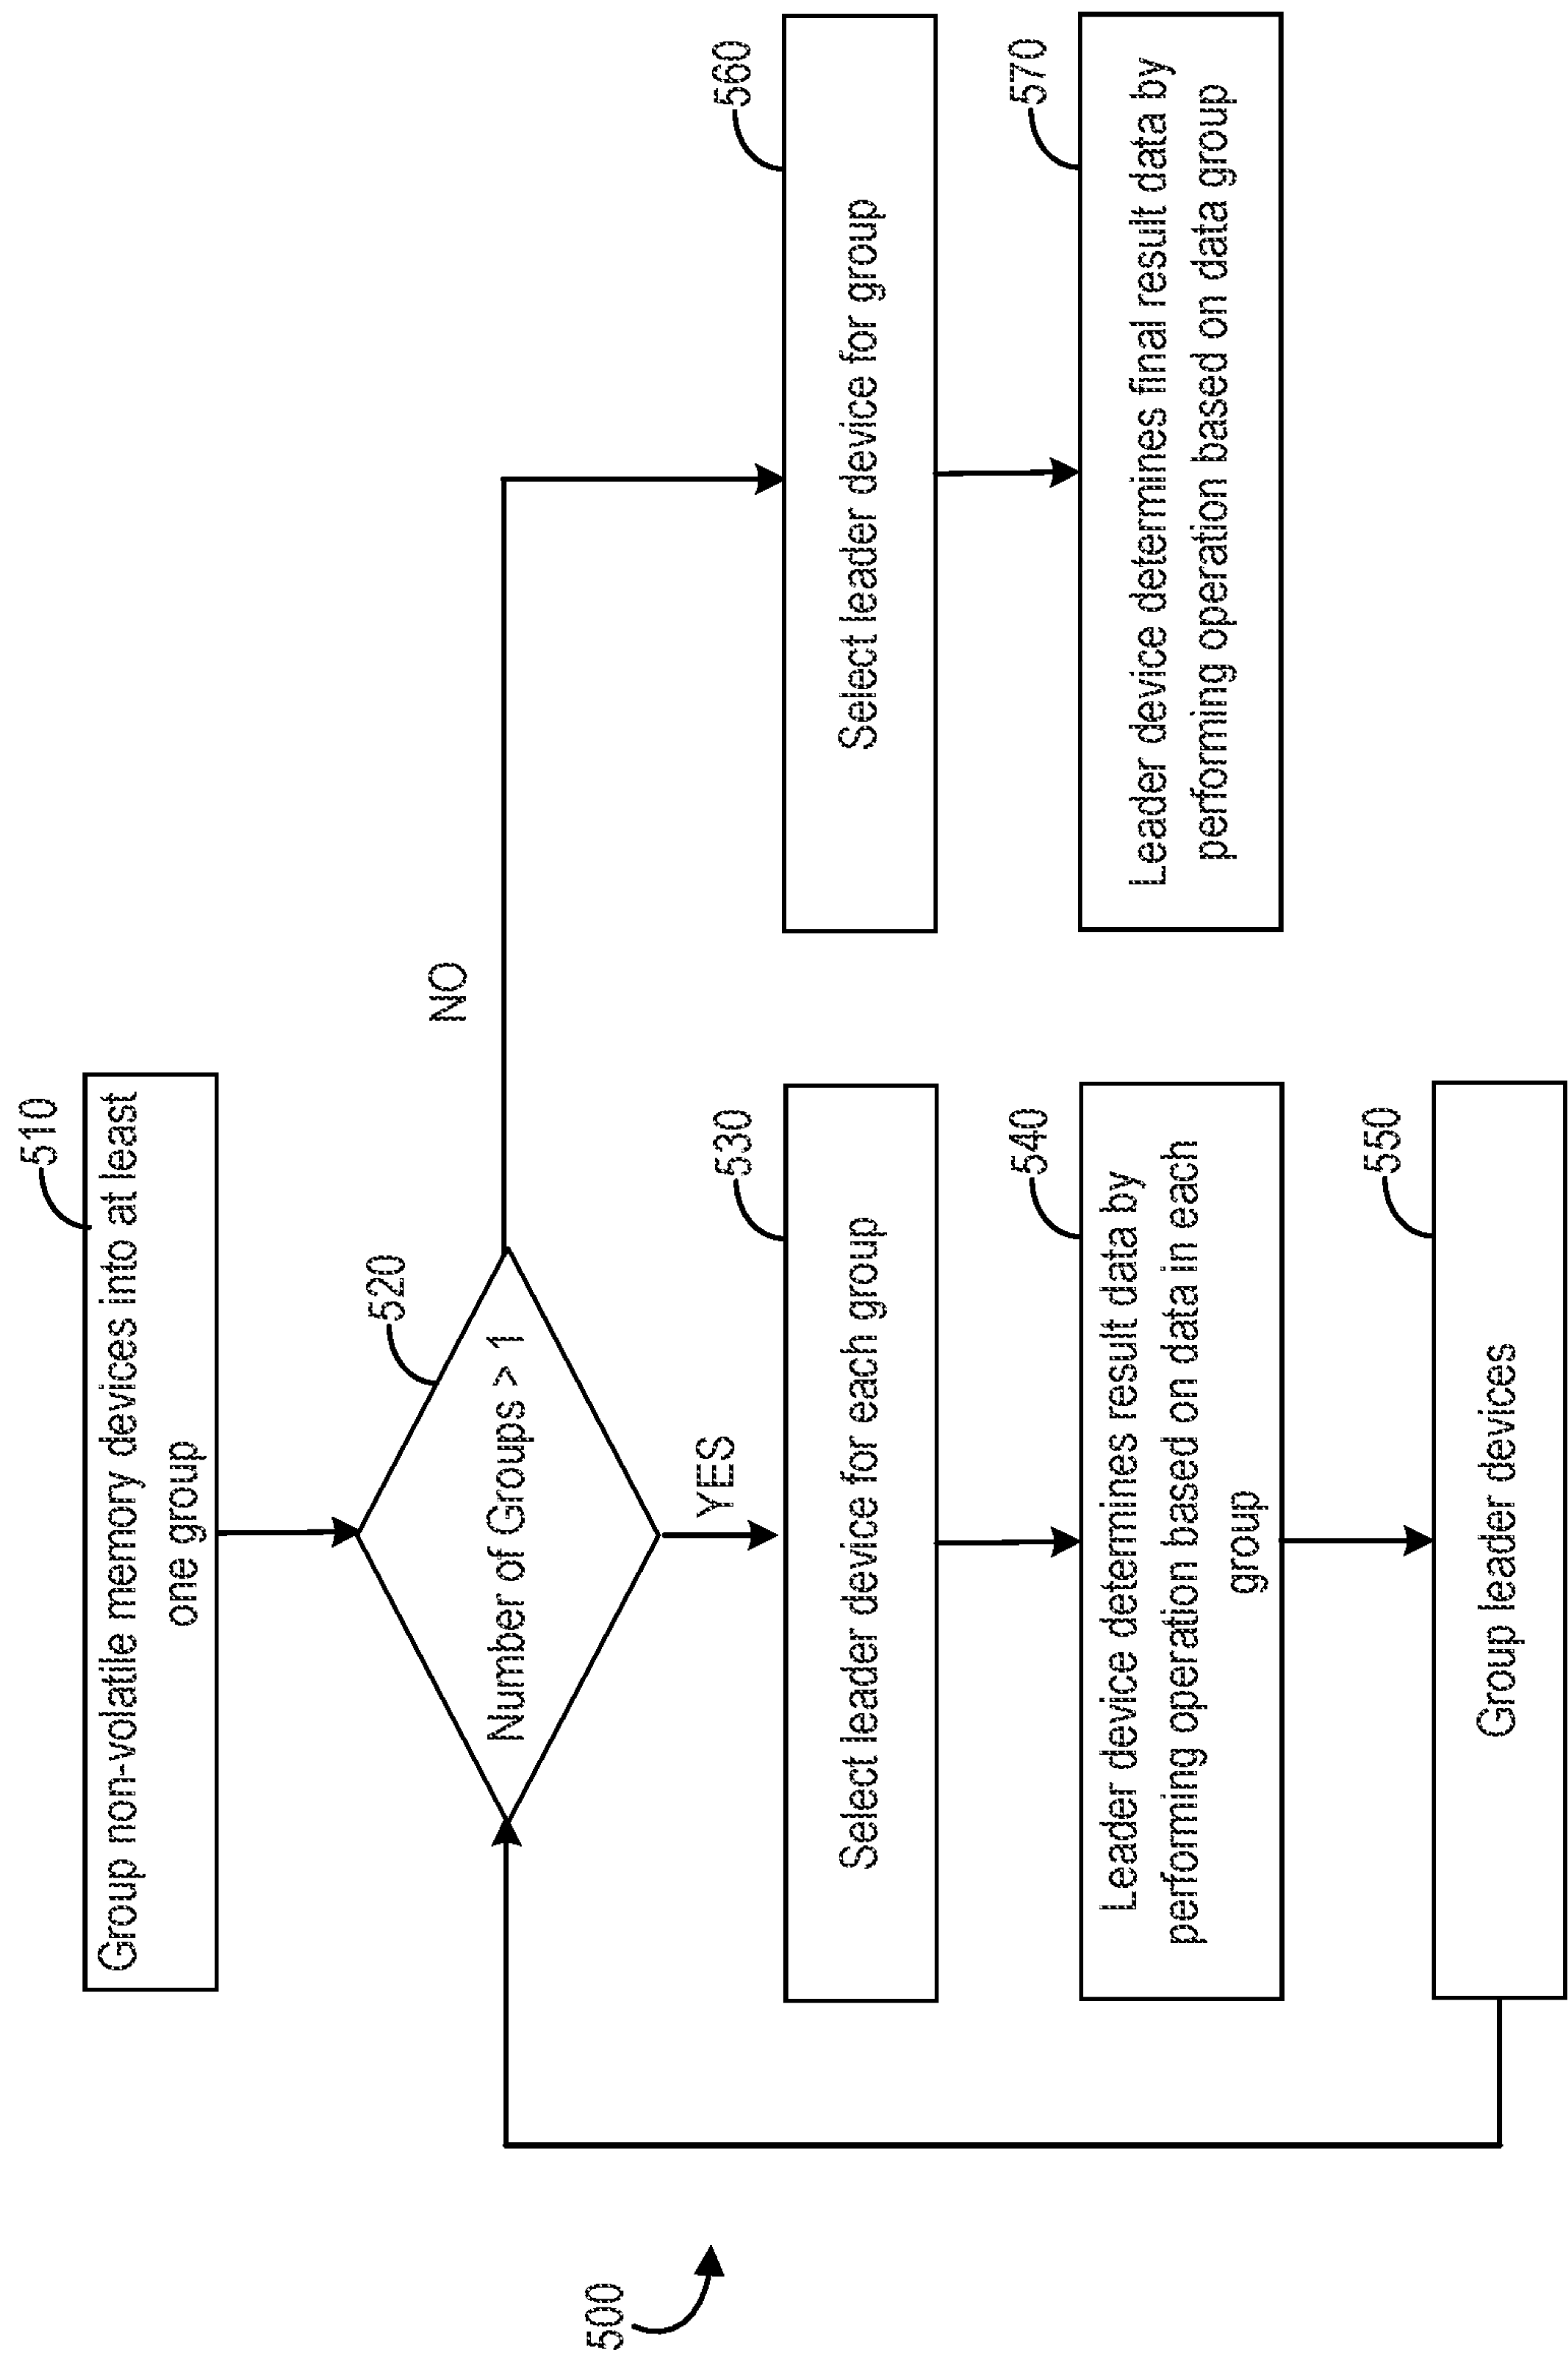 500
510
Group non-volatile memory devices into at least
one group
520
Number of Groups > 1
NO
YES
530
Select leader device for each group
560
Select leader device for group
540
Leader device determines result data by
performing operation based on data in each
group
570
Leader device determines final result data by
performing operation based on data group
550
Group leader devices